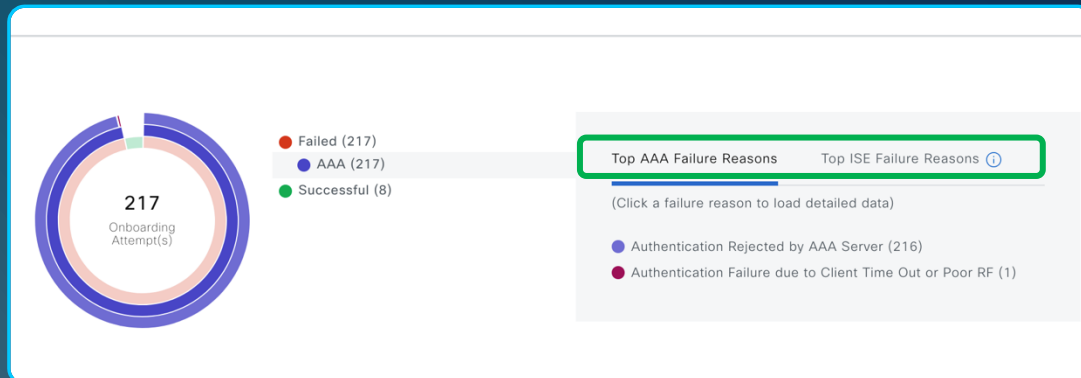 217
Onboarding
Attempt(s)
Failed (217)
AAA (217)
Successful (8)
Top AAA Failure Reasons
Top ISE Failure Reasons
(Click a failure reason to load detailed data)
Authentication Rejected by AAA Server (216)
Authentication Failure due to Client Time Out or Poor RF (1)